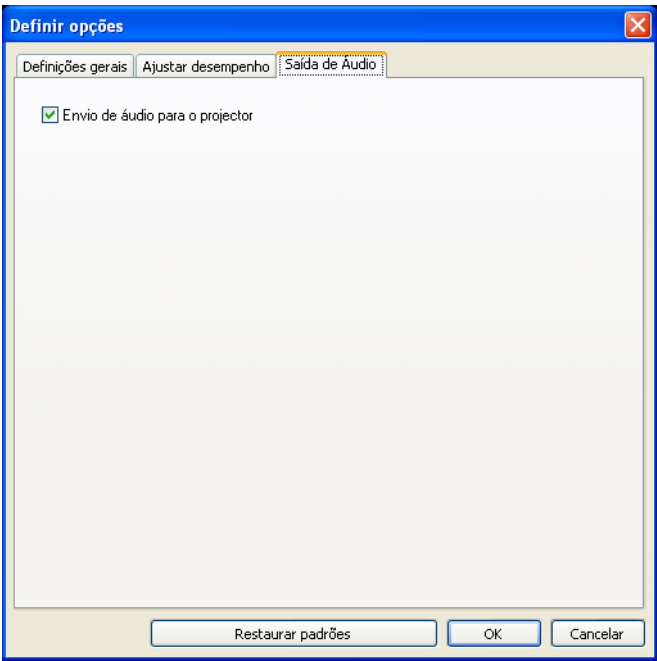 Definir opções
Definições gerais Ajustar desempenho Saída de Áudio
Envio de áudio para o projector
Restaurar padrões OK Cancelar